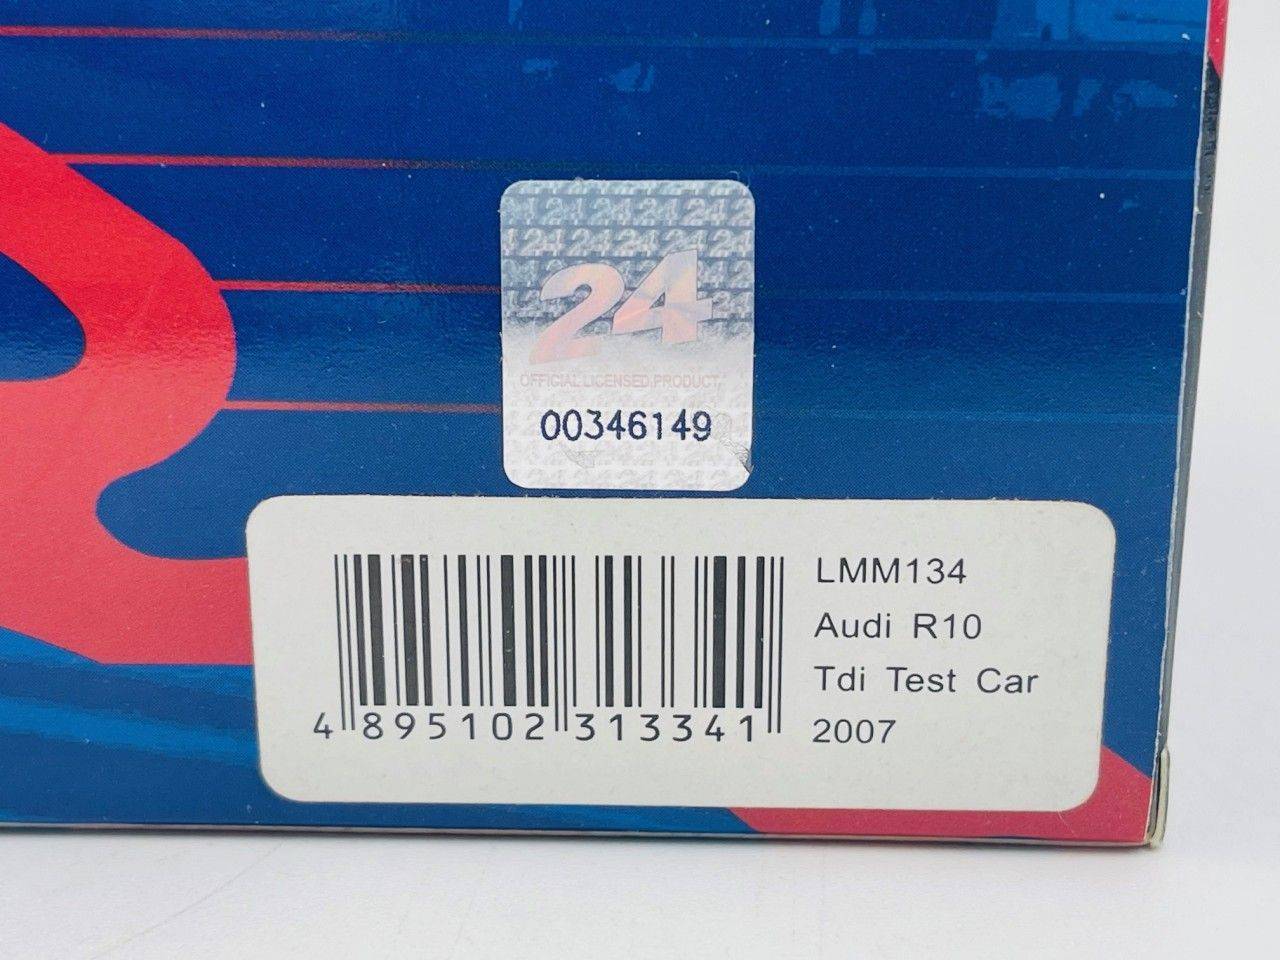 24
OFFICIAL LICENSED PRODUCT
00346149
LMM134
Audi R10
Tdi Test Car
2007
4 895102 313341